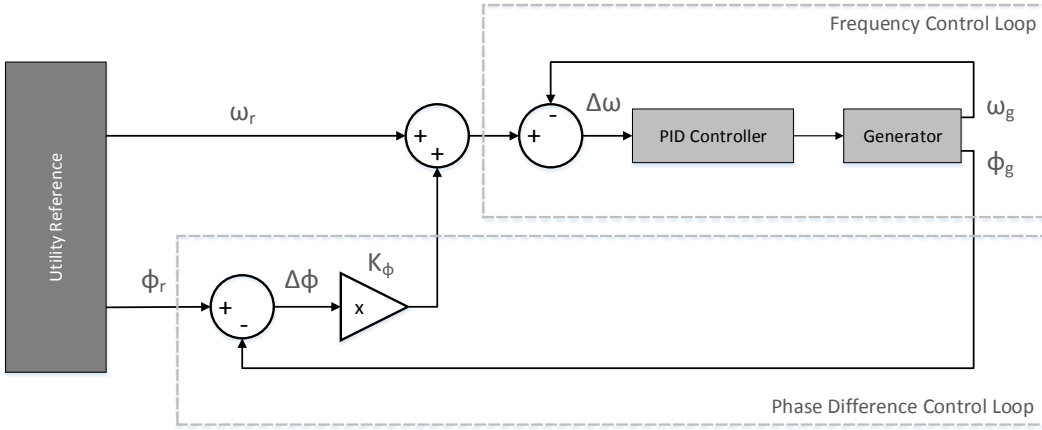 Frequency Control Loop
Utility Reference
ωr
+
+
+
-
Δω
PID Controller
Generator
ωg
ϕg
ϕr
+
-
Δϕ
Kϕ
x
Phase Difference Control Loop